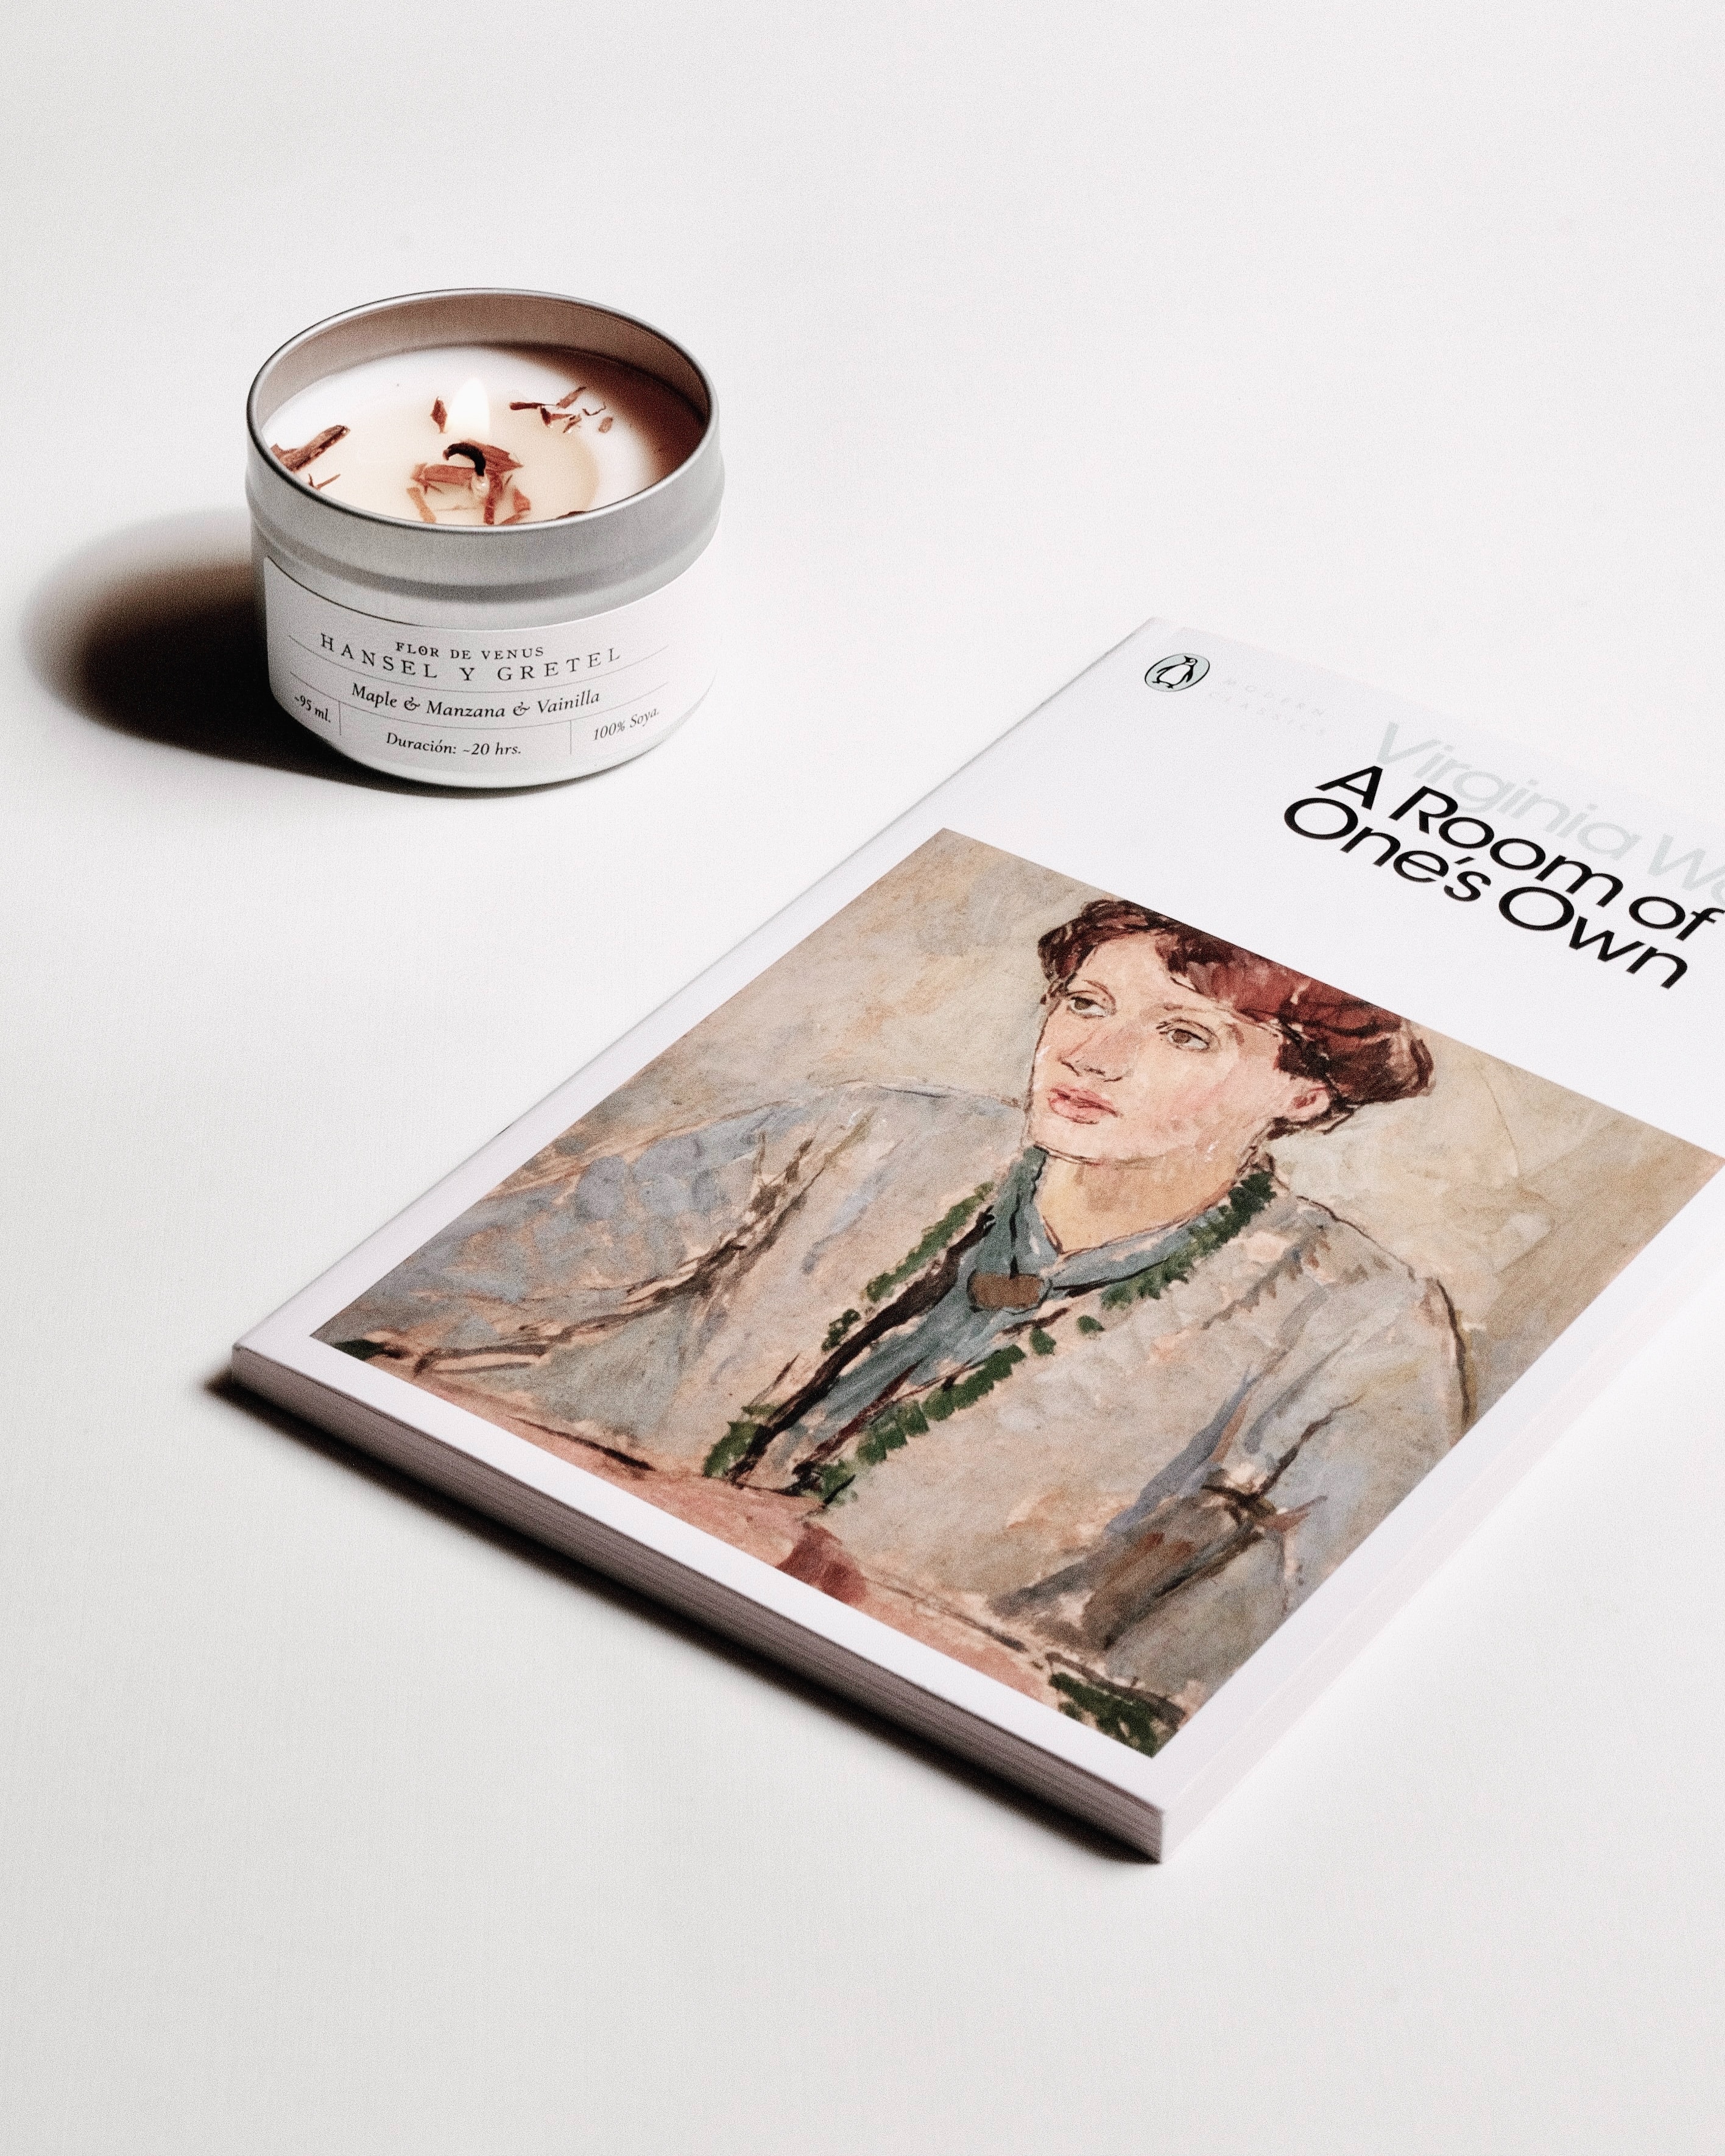 FLOR DE VENUS
HANSEL Y GRETEL
Maple & Manzana & Vainilla
~95 ml.
Duración: ~20 hrs.
100% Soya.
MODERN
CLASSICS
Virginia
A Room of
One's Own